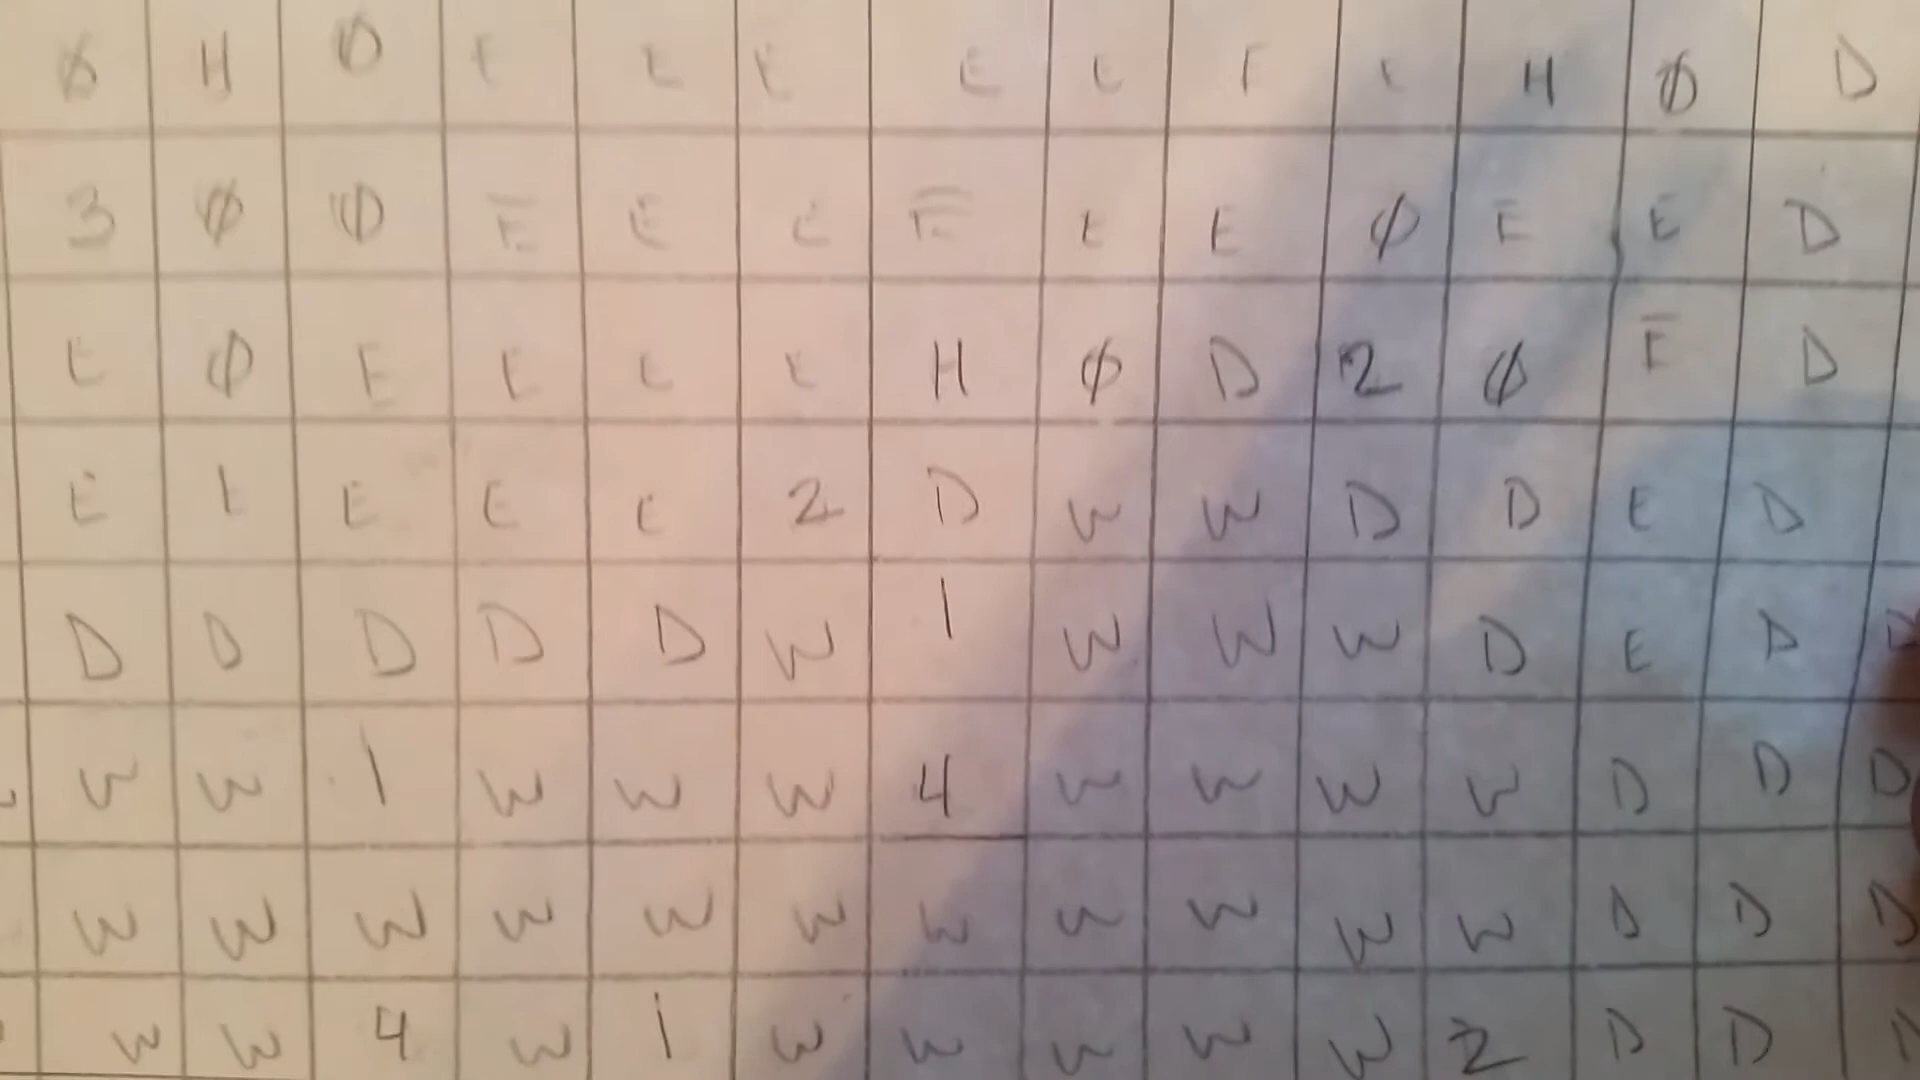 Ø H Ø E E E E E F E H Ø D
3 Ø Ø E E E E E E Ø E E D
E Ø E E E E H Ø D 2 Ø E D
E 1 E E E 2 D W W D D E D
D D D D D W 1 W W W D E D D
W W 1 W W W 4 W W W W D D D
W W W W W W W W W W W D D D
W W 4 W 1 W W W W W 2 D D